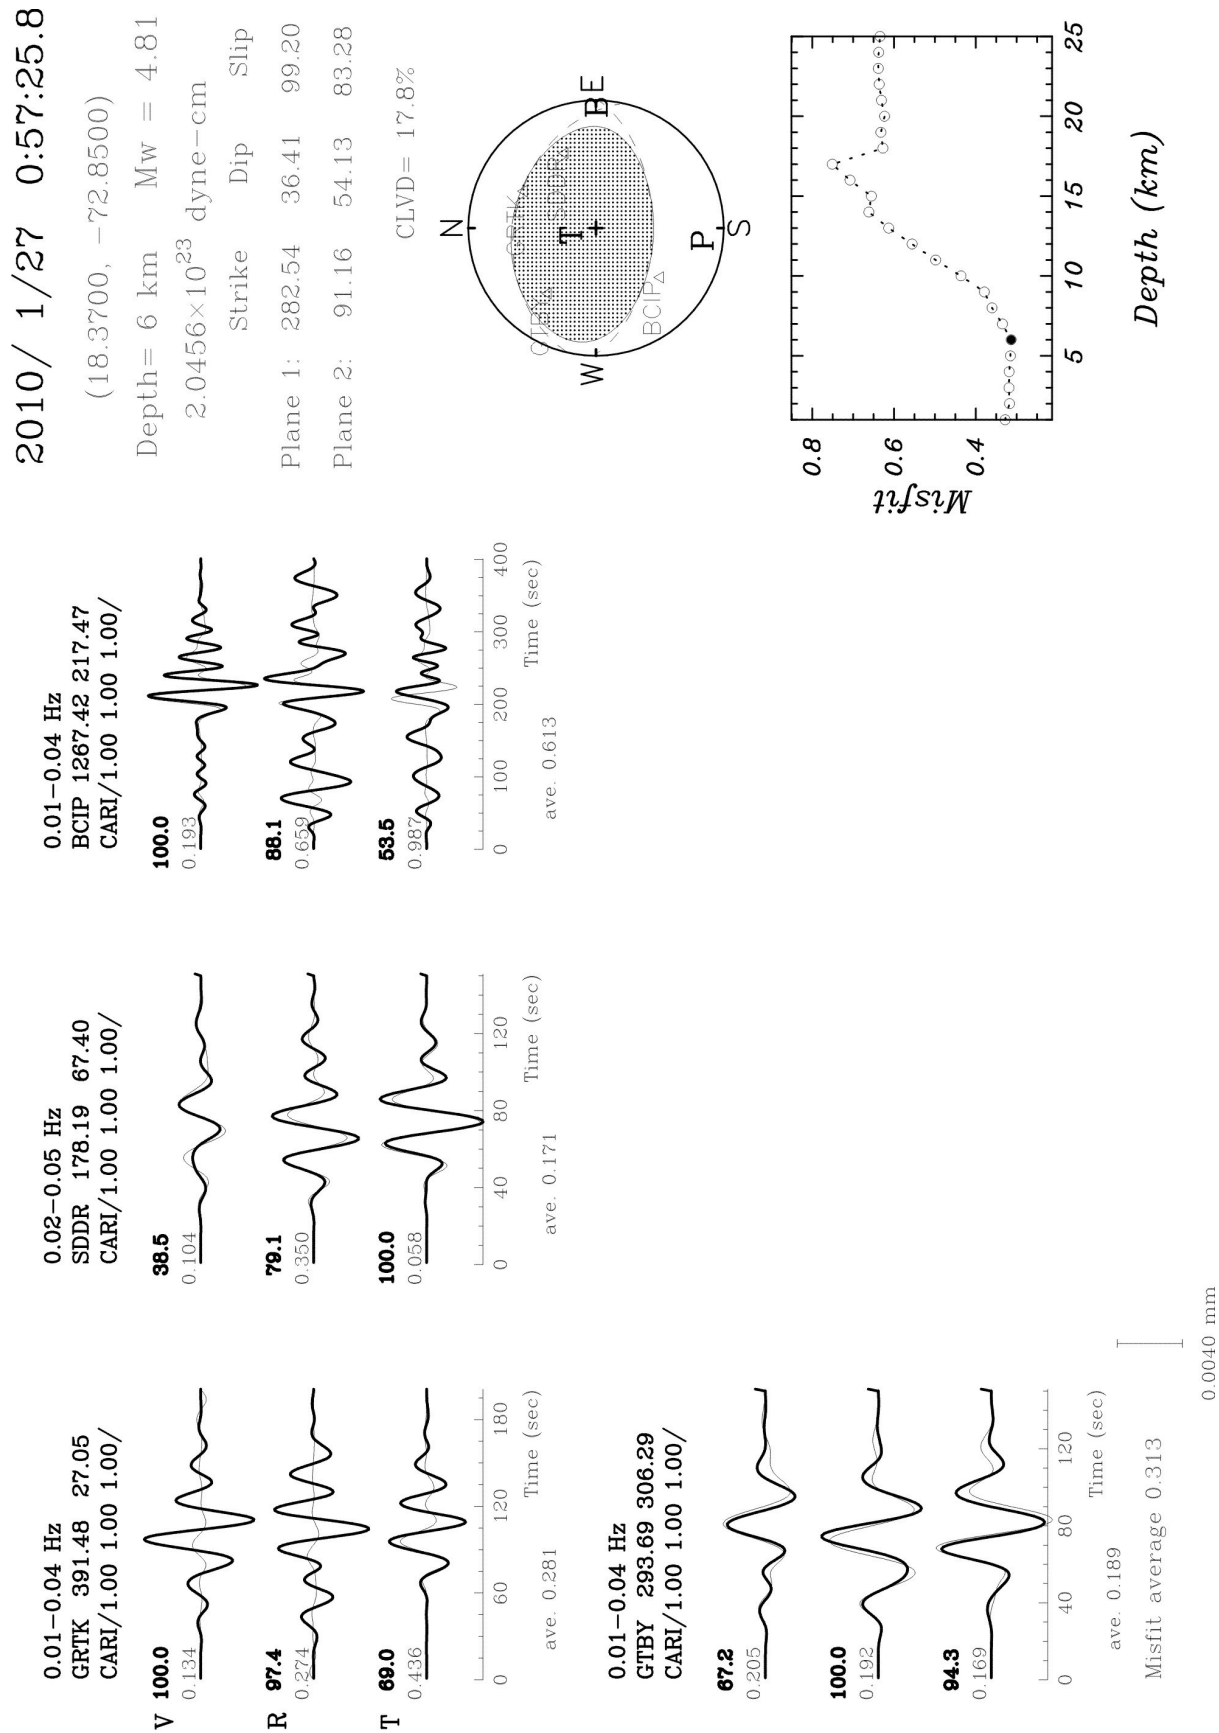 2010/ 1/27 0:57:25.8
(18.3700, −72.8500)
Depth= 6 km Mw = 4.81
2.0456×10²³ dyne−cm
Strike Dip Slip
Plane 1: 282.54 36.41 99.20
Plane 2: 91.16 54.13 83.28
CLVD= 17.8%
N
W
BE
S
T
P
GRTK
SDDR
GTBY
BCIP
0.8
0.6
0.4
Misfit
5 10 15 20 25
Depth (km)
0.01−0.04 Hz
GRTK 391.48 27.05
CARI/1.00 1.00 1.00/
V 100.0
0.134
R 97.4
0.274
T 69.0
0.436
0 60 120 180
Time (sec)
ave. 0.281
0.02−0.05 Hz
SDDR 178.19 67.40
CARI/1.00 1.00 1.00/
38.5
0.104
79.1
0.350
100.0
0.058
0 40 80 120
Time (sec)
ave. 0.171
0.01−0.04 Hz
BCIP 1267.42 217.47
CARI/1.00 1.00 1.00/
100.0
0.193
88.1
0.659
53.5
0.987
0 100 200 300 400
Time (sec)
ave. 0.613
0.01−0.04 Hz
GTBY 293.69 306.29
CARI/1.00 1.00 1.00/
67.2
0.205
100.0
0.192
94.3
0.169
0 40 80 120
Time (sec)
ave. 0.189
Misfit average 0.313
0.0040 mm